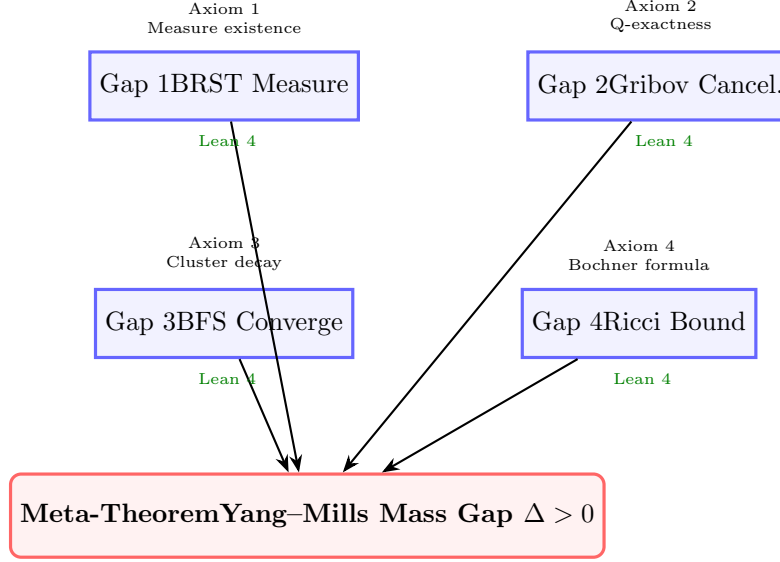 Axiom 1
Measure existence
Axiom 2
Q-exactness
Gap 1BRST Measure
Gap 2Gribov Cancel.
Lean 4
Lean 4
Axiom 3
Cluster decay
Axiom 4
Bochner formula
Gap 3BFS Converge
Gap 4Ricci Bound
Lean 4
Lean 4
Meta-TheoremYang–Mills Mass Gap Δ > 0